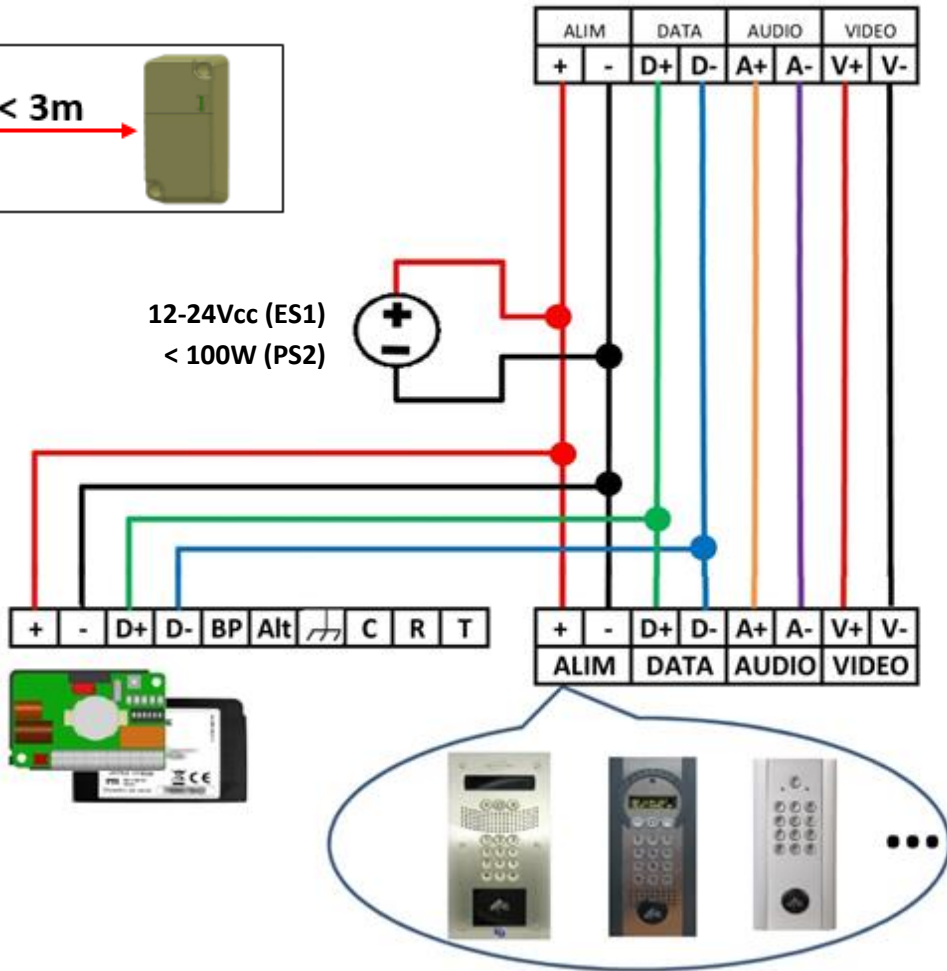 ALIM DATA AUDIO VIDEO
+ - D+ D- A+ A- V+ V-
< 3m
12-24Vcc (ES1)
< 100W (PS2)
+ - D+ D- BP Alt C R T
+ - D+ D- A+ A- V+ V-
ALIM DATA AUDIO VIDEO